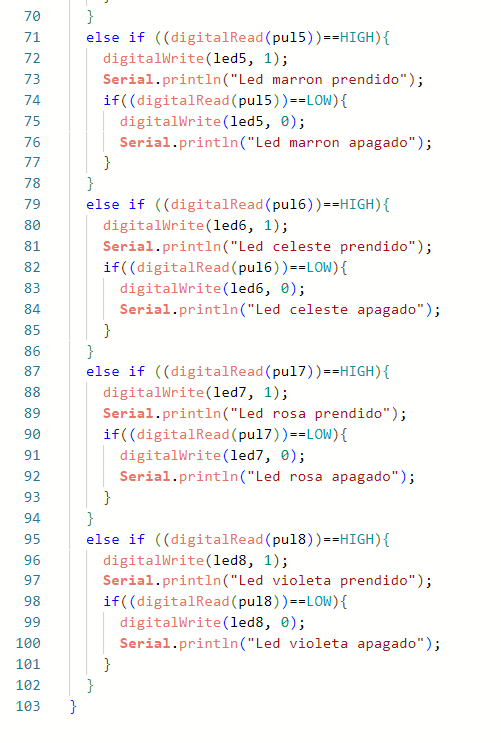 70 }
71 else if ((digitalRead(pul5))==HIGH){
72 digitalWrite(led5, 1);
73 Serial.println("Led marron prendido");
74 if((digitalRead(pul5))==LOW){
75 digitalWrite(led5, 0);
76 Serial.println("Led marron apagado");
77 }
78 }
79 else if ((digitalRead(pul6))==HIGH){
80 digitalWrite(led6, 1);
81 Serial.println("Led celeste prendido");
82 if((digitalRead(pul6))==LOW){
83 digitalWrite(led6, 0);
84 Serial.println("Led celeste apagado");
85 }
86 }
87 else if ((digitalRead(pul7))==HIGH){
88 digitalWrite(led7, 1);
89 Serial.println("Led rosa prendido");
90 if((digitalRead(pul7))==LOW){
91 digitalWrite(led7, 0);
92 Serial.println("Led rosa apagado");
93 }
94 }
95 else if ((digitalRead(pul8))==HIGH){
96 digitalWrite(led8, 1);
97 Serial.println("Led violeta prendido");
98 if((digitalRead(pul8))==LOW){
99 digitalWrite(led8, 0);
100 Serial.println("Led violeta apagado");
101 }
102 }
103 }